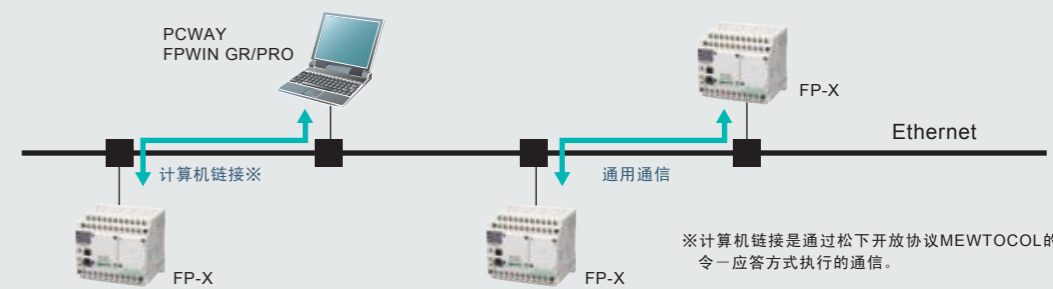 PCWAY
FPWIN GR/PRO
FP-X
Ethernet
计算机链接※
通用通信
※计算机链接是通过松下开放协议MEWTOCOL的
令－应答方式执行的通信。
FP-X
FP-X